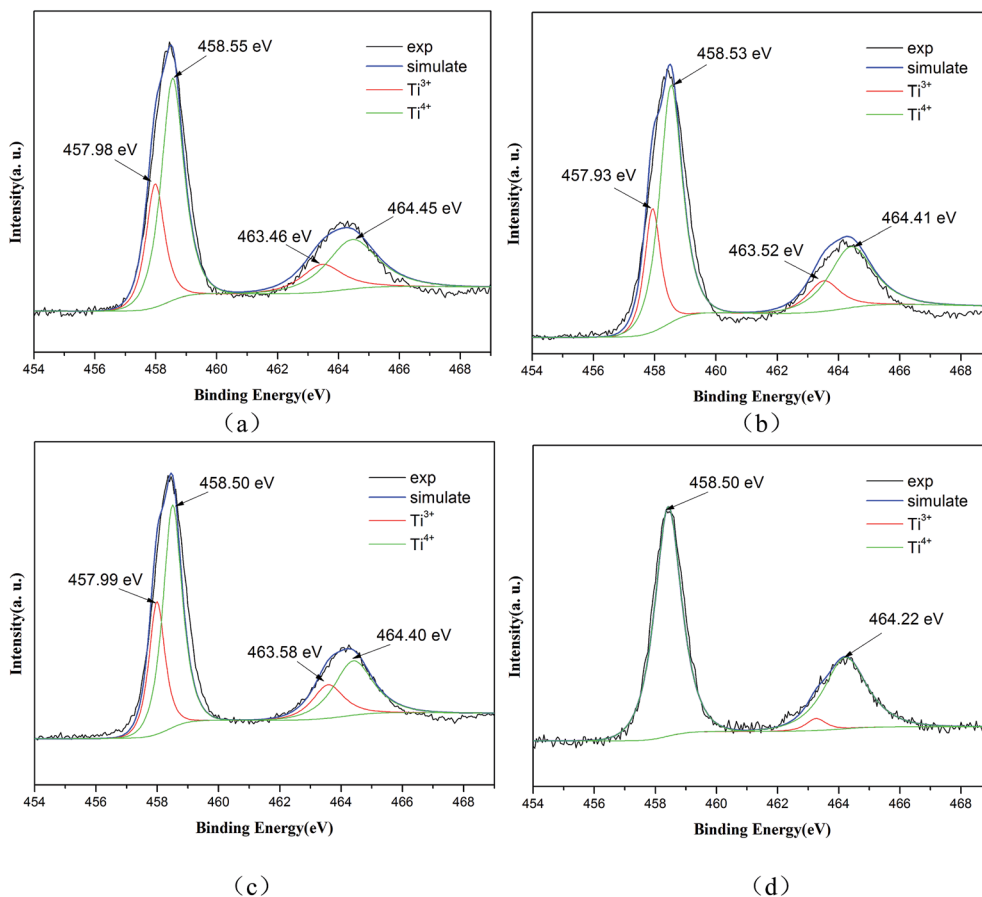 458.55 eV
exp
simulate
Ti3+
Ti4+
457.98 eV
463.46 eV
464.45 eV
Intensity(a. u.)
454 456 458 460 462 464 466 468
Binding Energy(eV)
（a）
458.53 eV
exp
simulate
Ti3+
Ti4+
457.93 eV
463.52 eV
464.41 eV
Intensity(a. u.)
454 456 458 460 462 464 466 468
Binding Energy(eV)
（b）
458.50 eV
exp
simulate
Ti3+
Ti4+
457.99 eV
463.58 eV
464.40 eV
Intensity(a. u.)
454 456 458 460 462 464 466 468
Binding Energy(eV)
（c）
458.50 eV
exp
simulate
Ti3+
Ti4+
464.22 eV
Intensity(a. u.)
454 456 458 460 462 464 466 468
Binding Energy(eV)
（d）